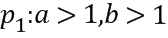 p₁:a > 1,b > 1